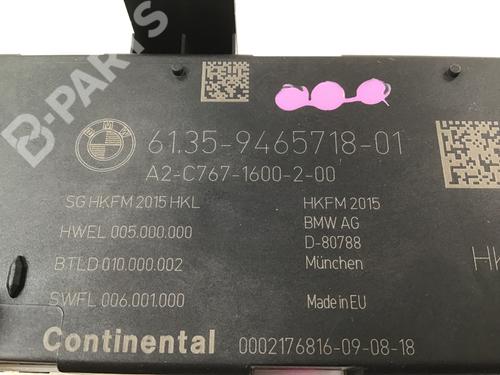 B-PARTS
BMW
61.35-9465718-01
A2-C767-1600-2-00
SG HKFM 2015 HKL
HWEL 005.000.000
BTLD 010.000.002
SWFL 006.001.000
HKFM 2015
BMW AG
D-80788
München
Made in EU
HK
Continental 0002176816-09-08-18